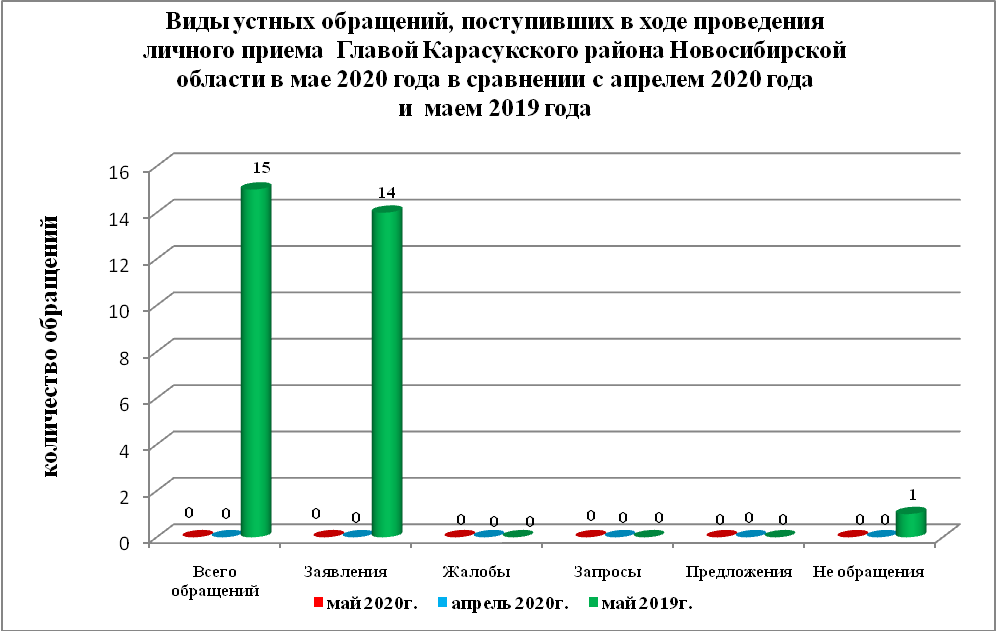 Виды устных обращений, поступивших в ходе проведения
личного приема Главой Карасукского района Новосибирской
области в мае 2020 года в сравнении с апрелем 2020 года
и маем 2019 года
количество обращений
16
14
12
10
8
6
4
2
0
0 0 15
0 0 14
0 0 0
0 0 0
0 0 0
0 0 1
Всего
обращений
Заявления
Жалобы
Запросы
Предложения
Не обращения
май 2020г. апрель 2020г. май 2019г.